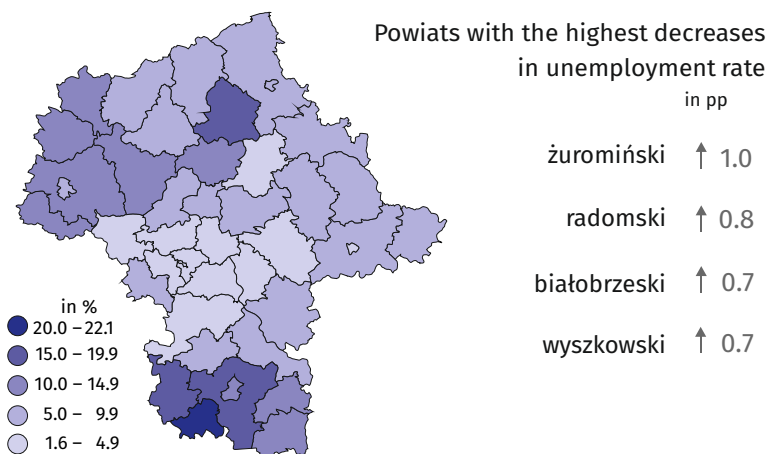 Powiats with the highest decreases
in unemployment rate
in pp
żuromiński ↑ 1.0
radomski ↑ 0.8
białobrzeski ↑ 0.7
wyszkowski ↑ 0.7
in %
20.0 – 22.1
15.0 – 19.9
10.0 – 14.9
5.0 – 9.9
1.6 – 4.9